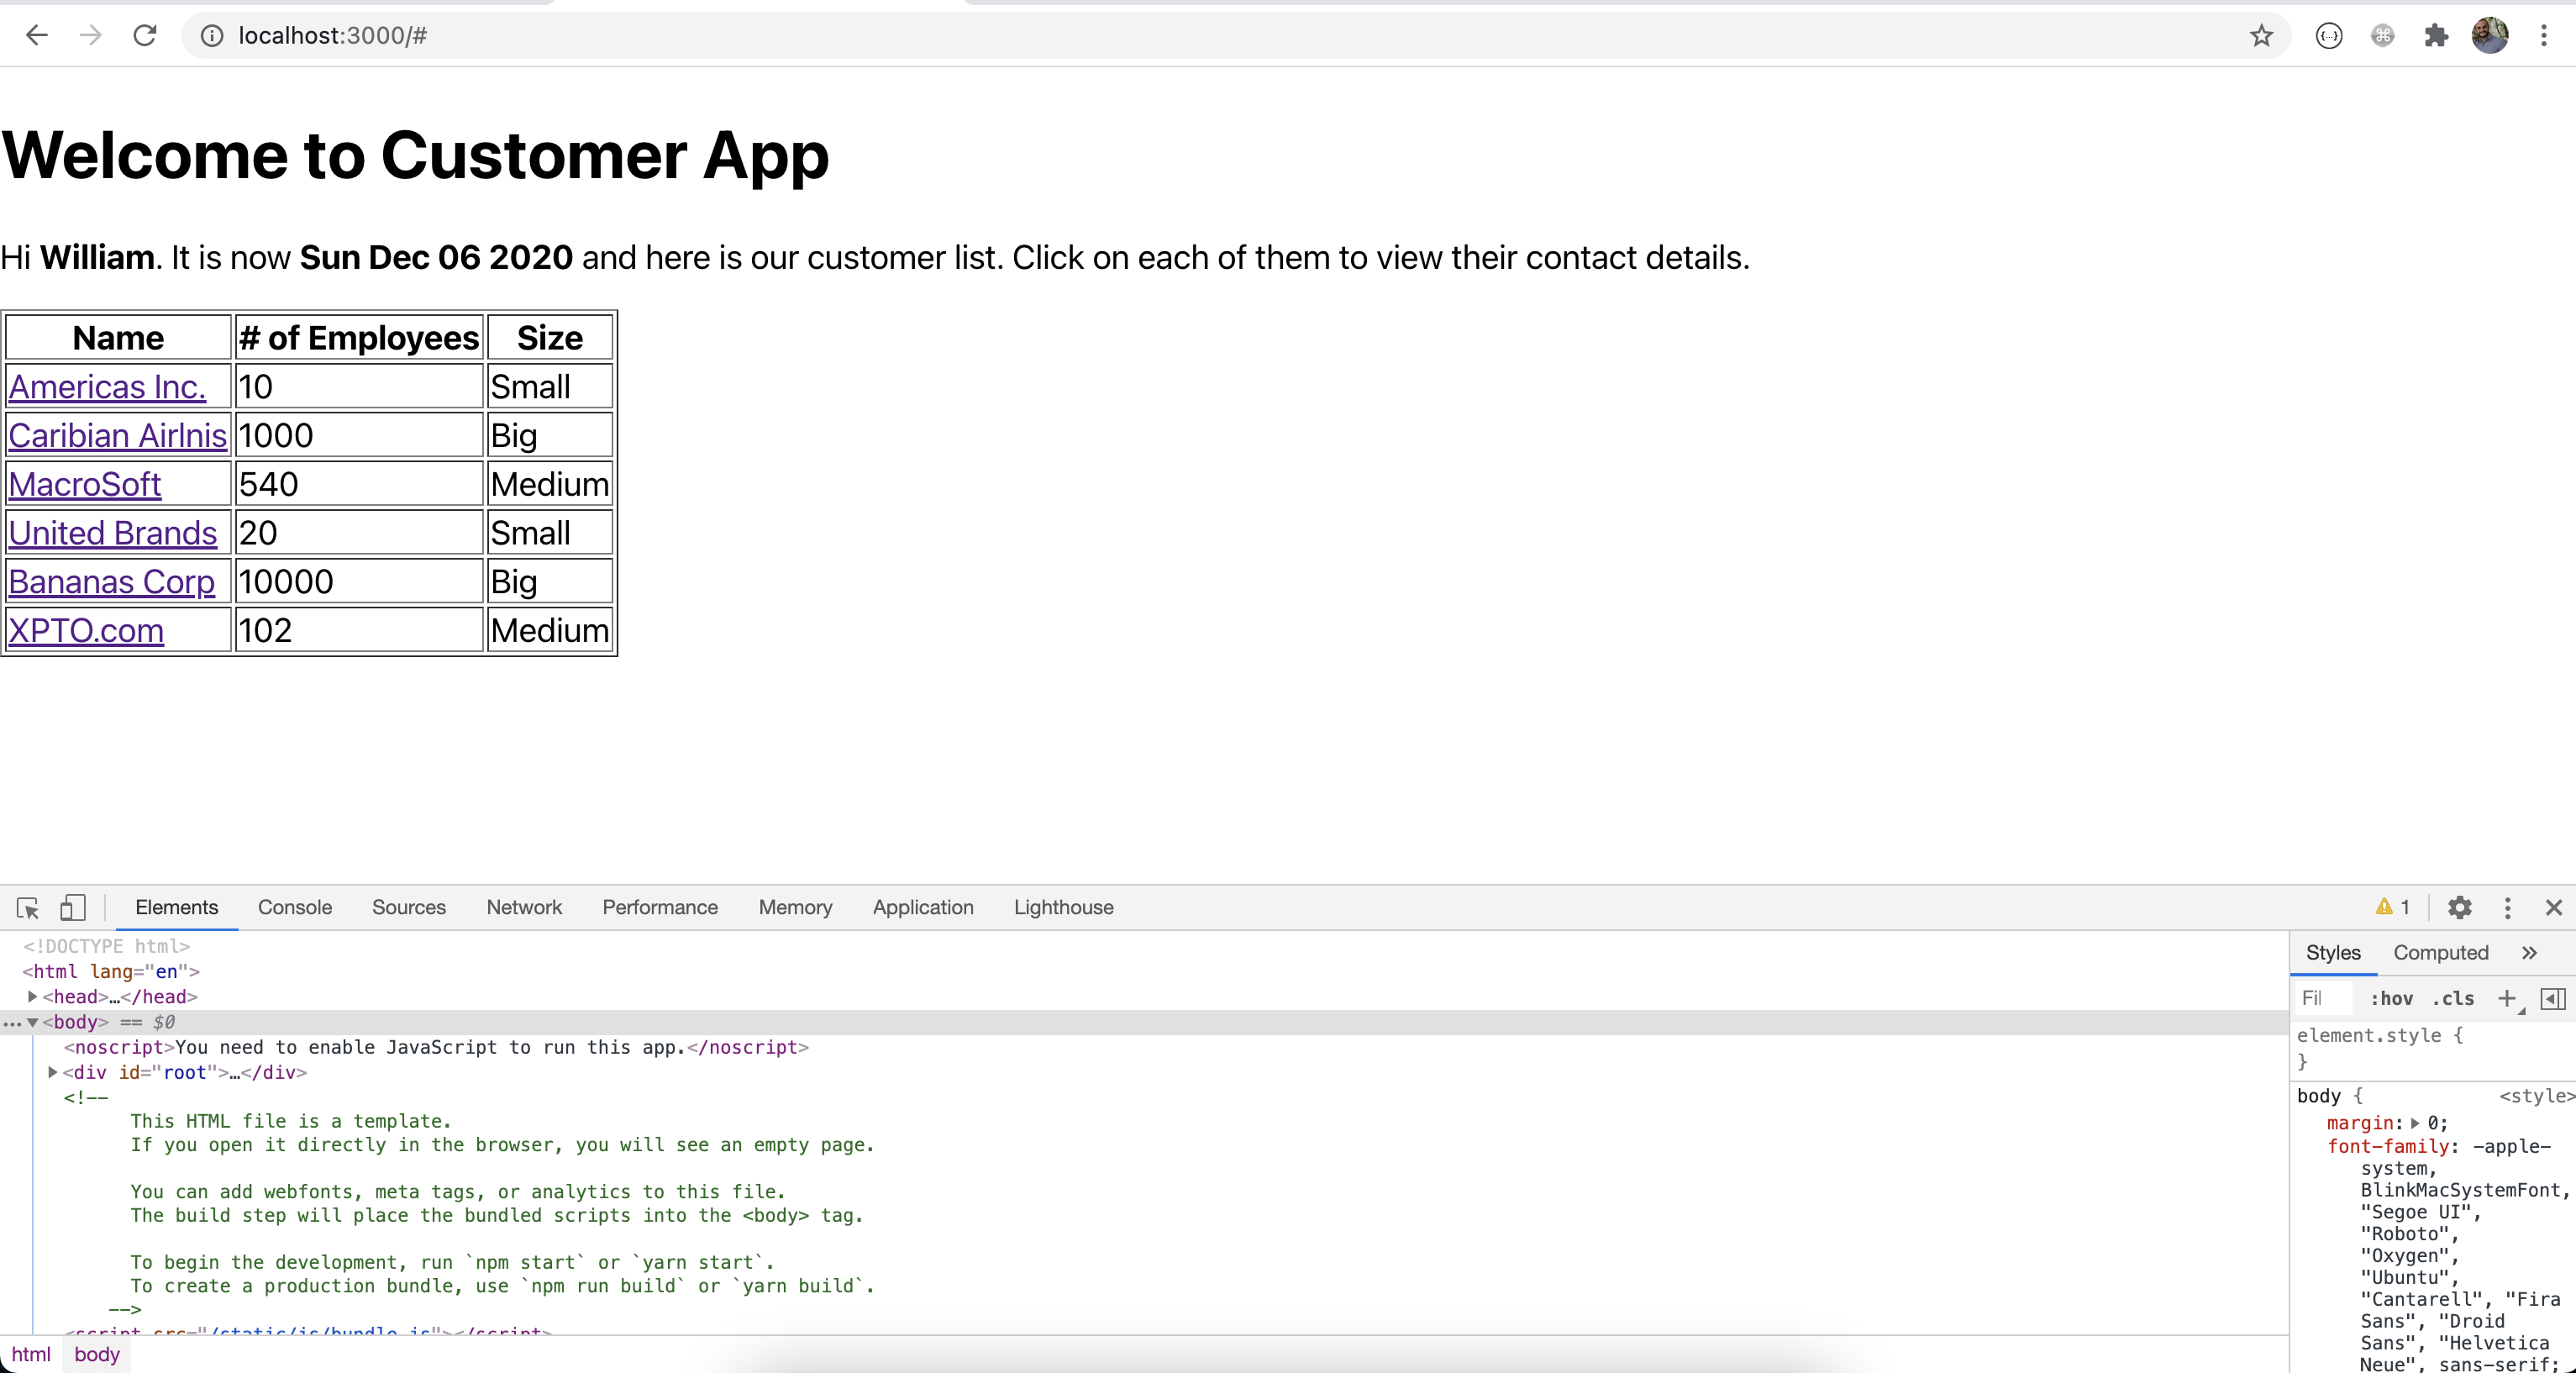 localhost:3000/#
Welcome to Customer App
Hi William. It is now Sun Dec 06 2020 and here is our customer list. Click on each of them to view their contact details.
Name # of Employees Size
Americas Inc. 10 Small
Caribian Airlnis 1000 Big
MacroSoft 540 Medium
United Brands 20 Small
Bananas Corp 10000 Big
XPTO.com 102 Medium
Elements Console Sources Network Performance Memory Application Lighthouse 1
<!DOCTYPE html>
<html lang="en">
<head>…</head>
<body> == $0
<noscript>You need to enable JavaScript to run this app.</noscript>
<div id="root">…</div>
<!--
This HTML file is a template.
If you open it directly in the browser, you will see an empty page.
You can add webfonts, meta tags, or analytics to this file.
The build step will place the bundled scripts into the <body> tag.
To begin the development, run `npm start` or `yarn start`.
To create a production bundle, use `npm run build` or `yarn build`.
-->
<script src="/static/js/bundle.js"></script>
html body
Styles Computed »
Fil :hov .cls +
element.style {
}
body { <style>
margin: 0;
font-family: -apple-
system,
BlinkMacSystemFont,
"Segoe UI",
"Roboto",
"Oxygen",
"Ubuntu",
"Cantarell", "Fira
Sans", "Droid
Sans", "Helvetica
Neue", sans-serif;